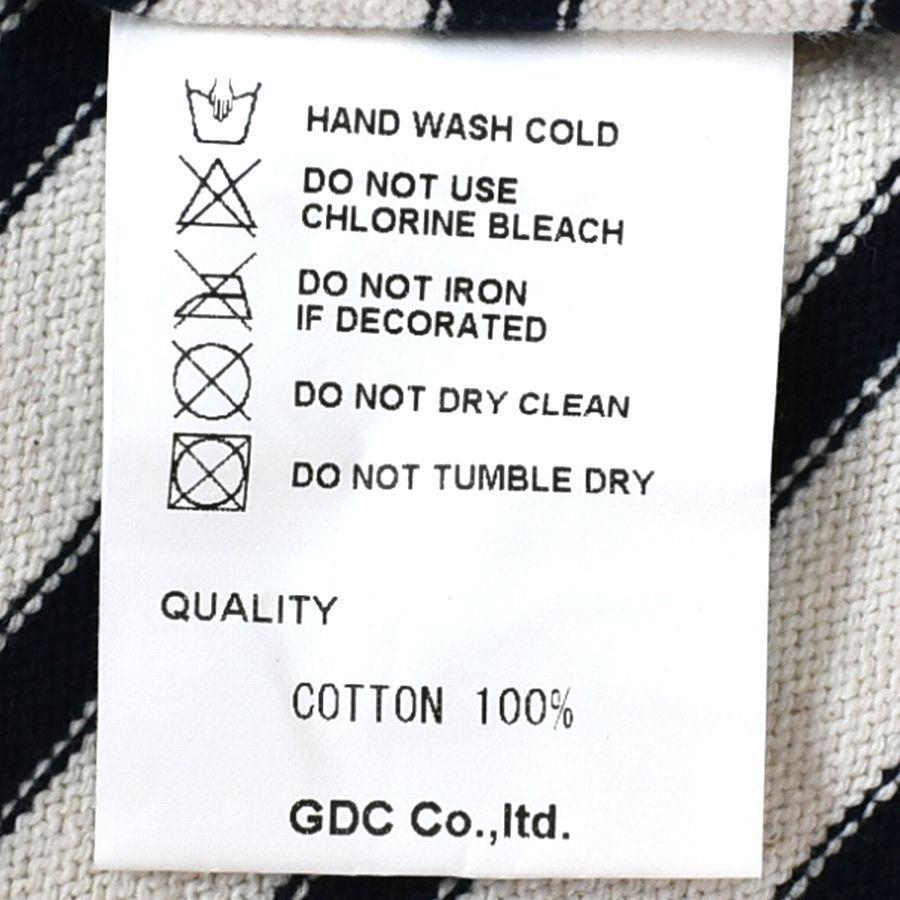 HAND WASH COLD
DO NOT USE
CHLORINE BLEACH
DO NOT IRON
IF DECORATED
DO NOT DRY CLEAN
DO NOT TUMBLE DRY
QUALITY
COTTON 100%
GDC Co.,ltd.